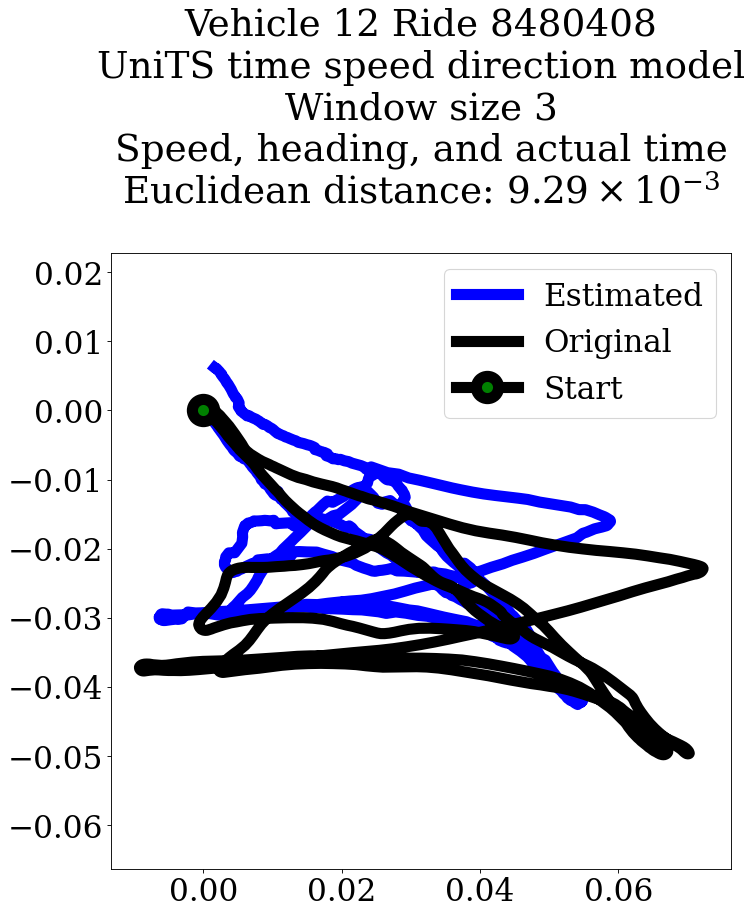 Vehicle 12 Ride 8480408
UniTS time speed direction model
Window size 3
Speed, heading, and actual time
Euclidean distance: 9.29 × 10⁻³
Estimated
Original
Start
0.02
0.01
0.00
−0.01
−0.02
−0.03
−0.04
−0.05
−0.06
0.00 0.02 0.04 0.06